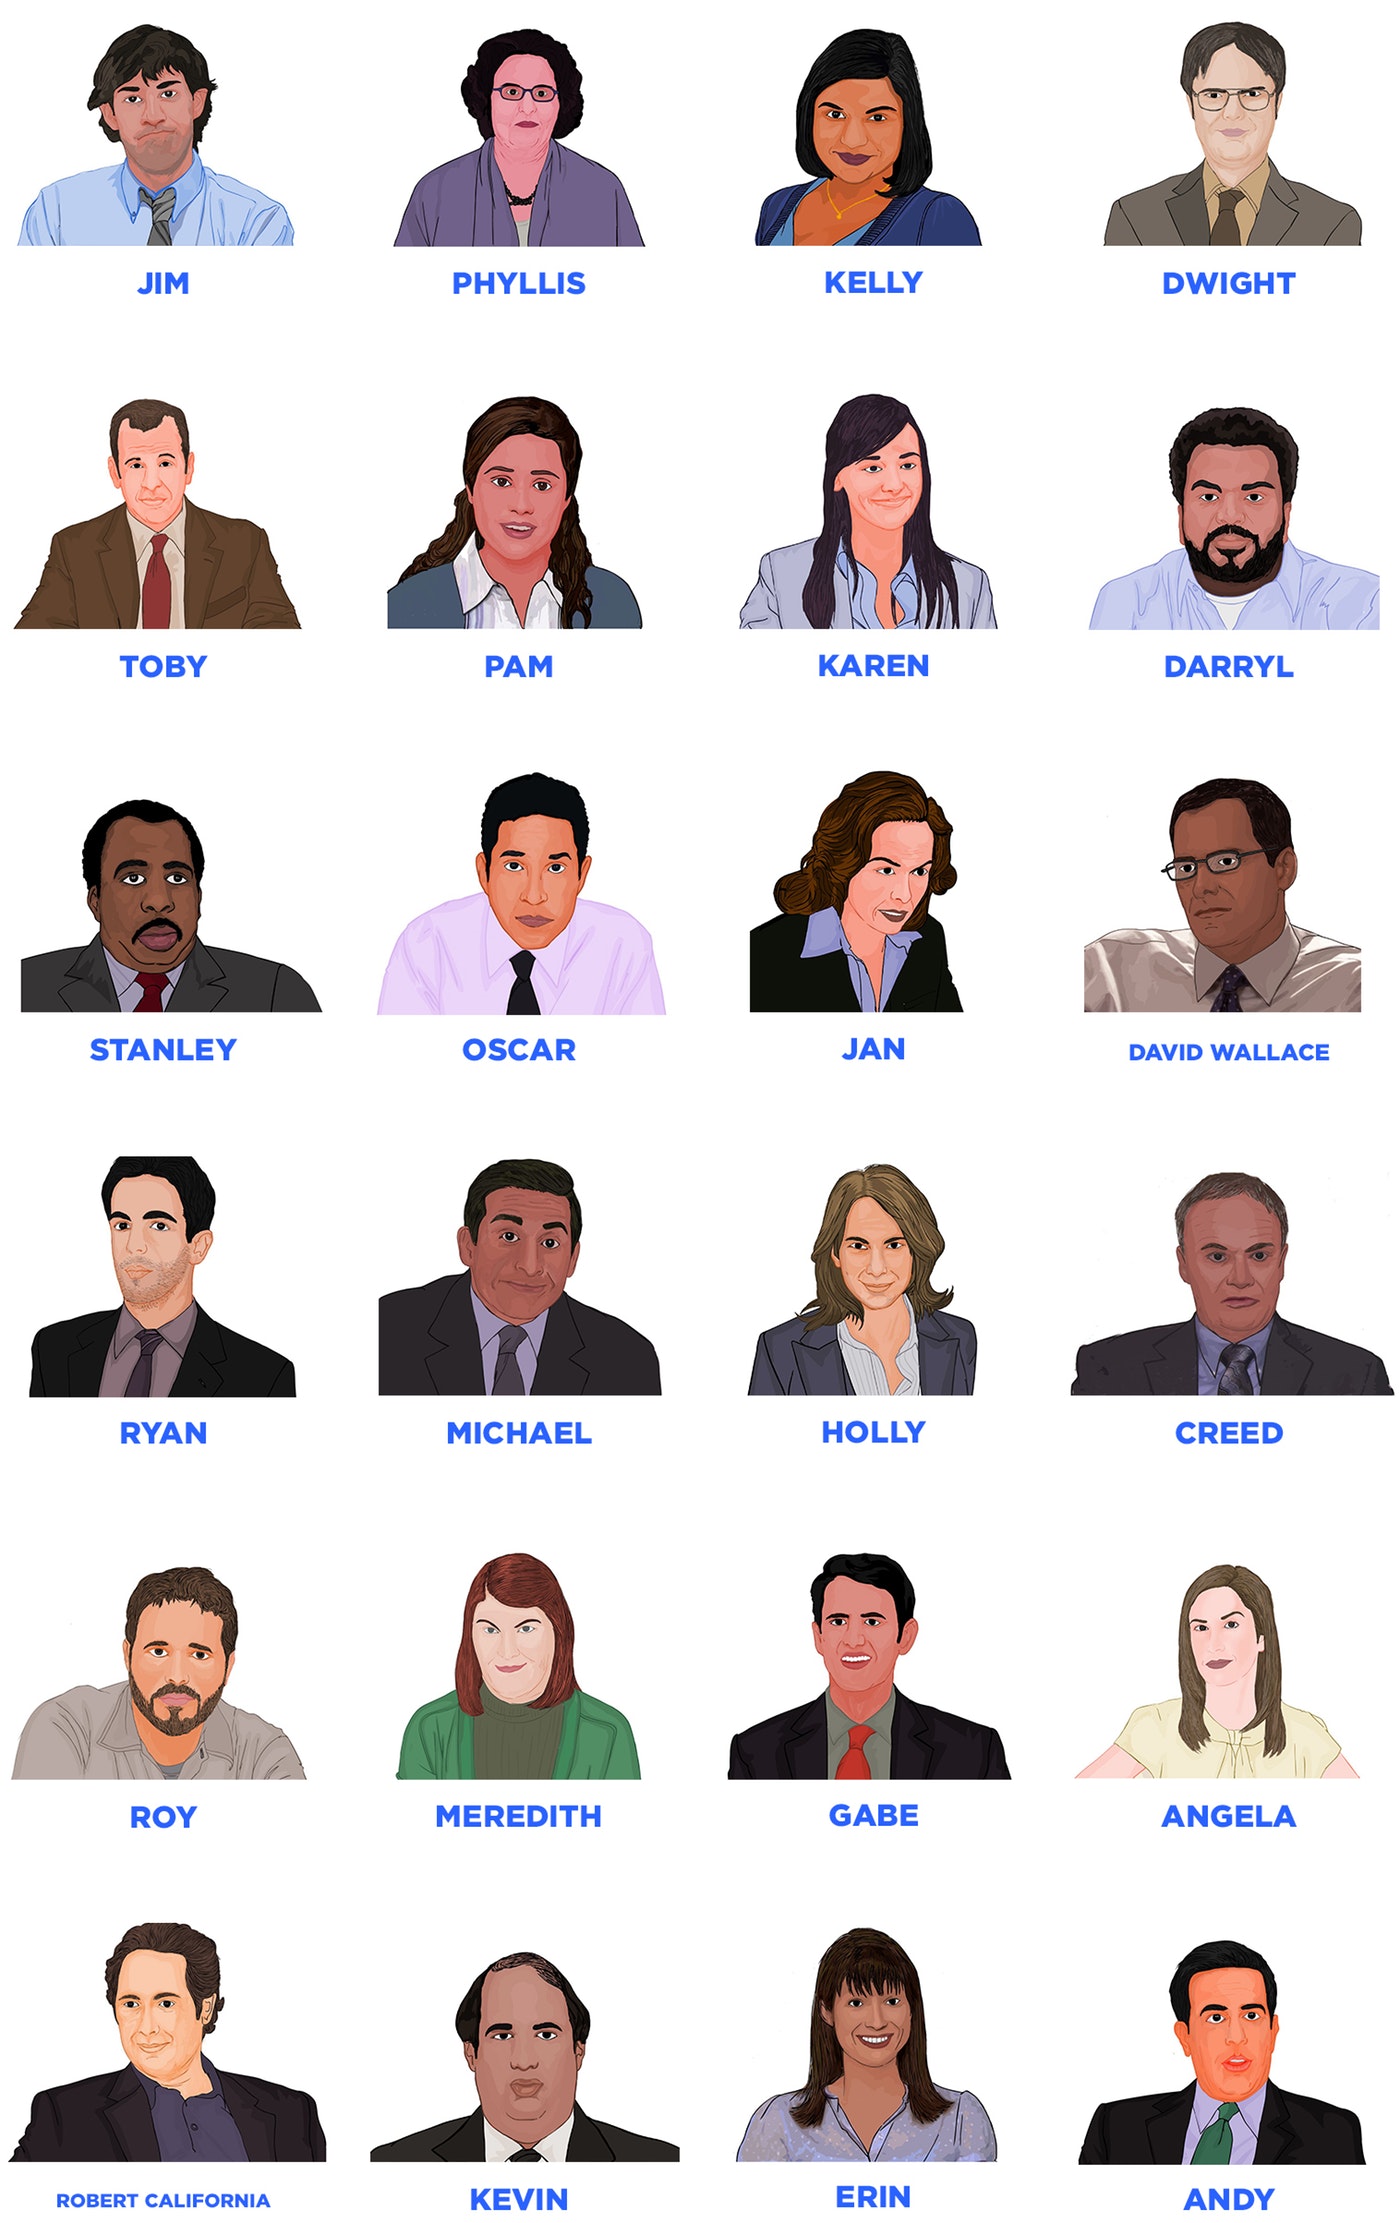 JIM
PHYLLIS
KELLY
DWIGHT
TOBY
PAM
KAREN
DARRYL
STANLEY
OSCAR
JAN
DAVID WALLACE
RYAN
MICHAEL
HOLLY
CREED
ROY
MEREDITH
GABE
ANGELA
ROBERT CALIFORNIA
KEVIN
ERIN
ANDY